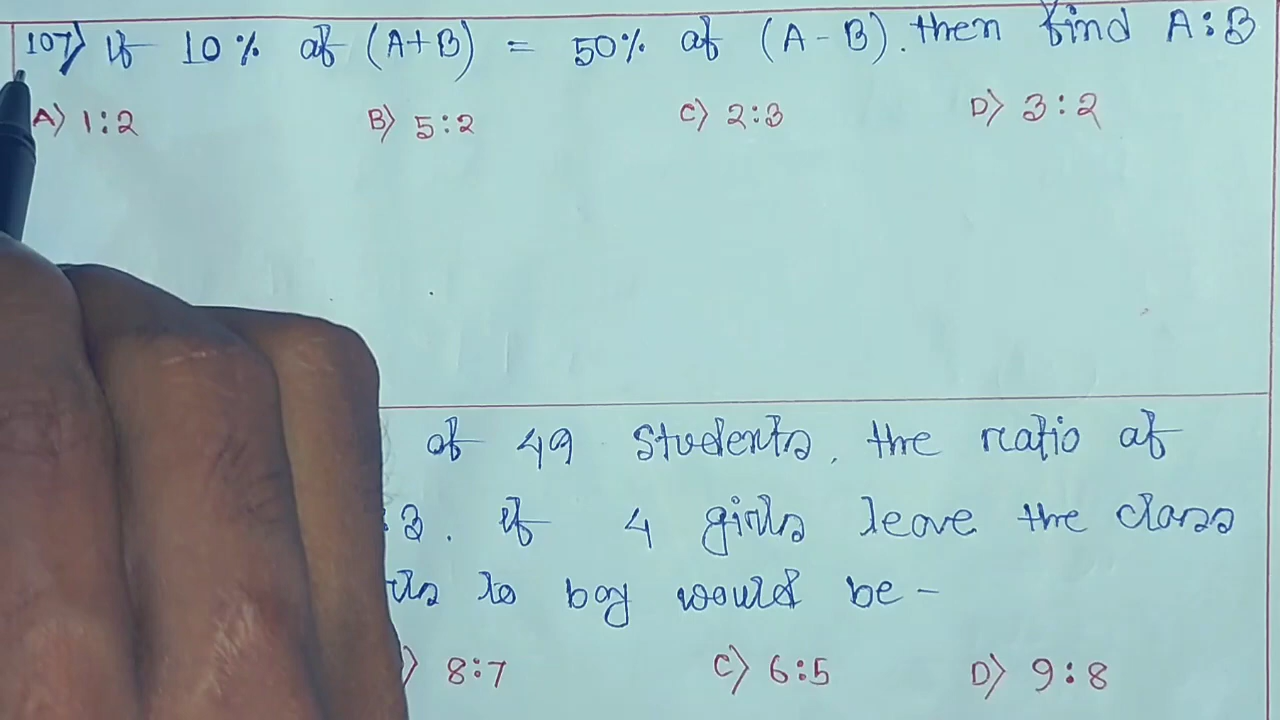 107) If 10% of (A+B) = 50% of (A-B). then find A:B
A) 1:2 B) 5:2 C) 2:3 D) 3:2
of 49 students, the ratio of
:3. If 4 girls leave the class
to boy would be -
) 8:7 C) 6:5 D) 9:8